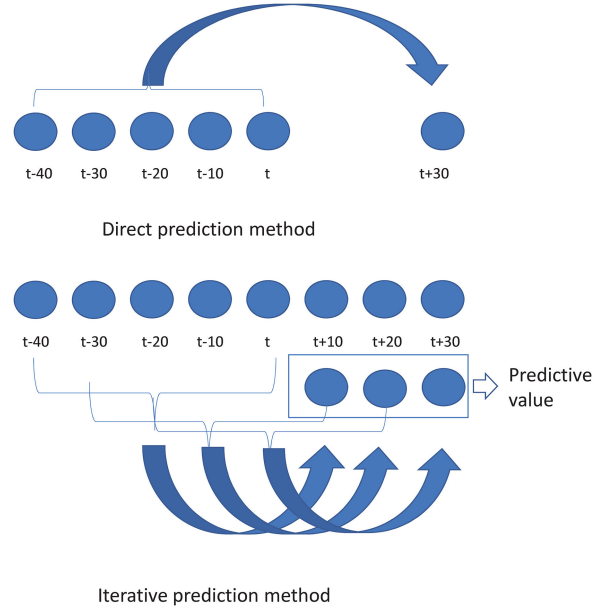 t-40 t-30 t-20 t-10 t t+30
Direct prediction method
t-40 t-30 t-20 t-10 t t+10 t+20 t+30
Predictive
value
Iterative prediction method